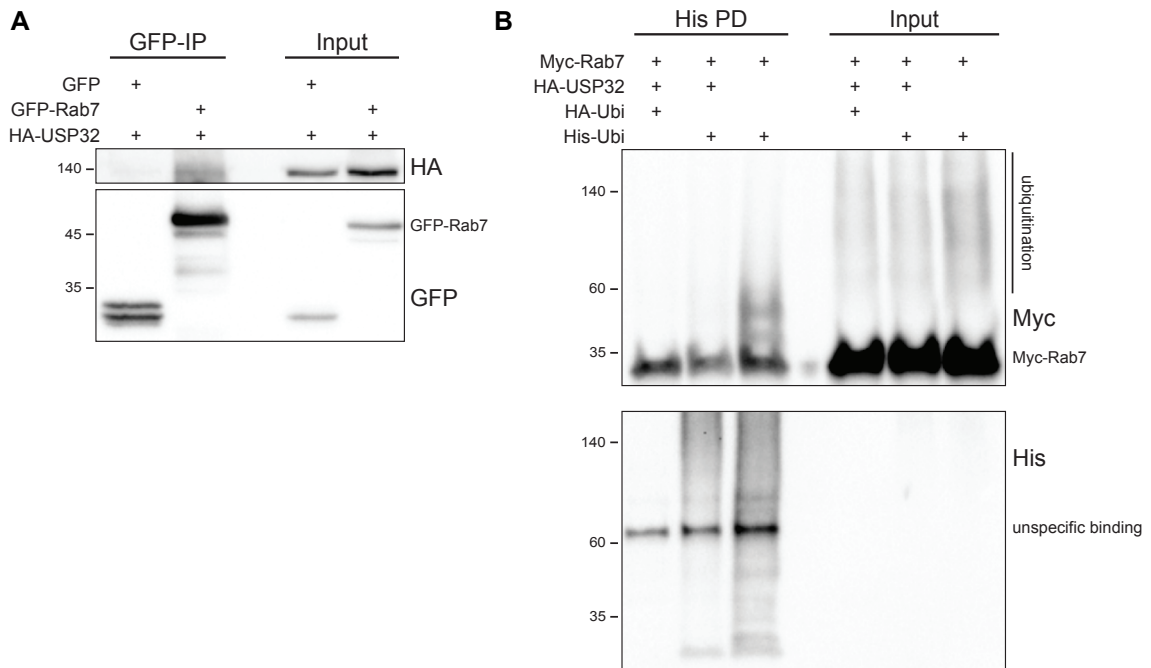 A
GFP-IP Input
GFP + +
GFP-Rab7 + +
HA-USP32 + + + +
140 HA
45 GFP-Rab7
35 GFP
B
His PD Input
Myc-Rab7 + + + + + +
HA-USP32 + + + +
HA-Ubi + +
His-Ubi + + + +
140 ubiquitination
60
Myc
35 Myc-Rab7
140
His
60 unspecific binding
35